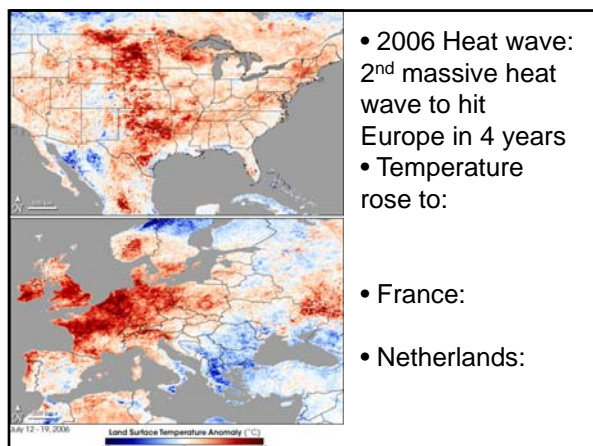 • 2006 Heat wave:
2nd massive heat
wave to hit
Europe in 4 years
• Temperature
rose to:
• France:
• Netherlands:
July 12 - 19, 2006
Land Surface Temperature Anomaly (°C)